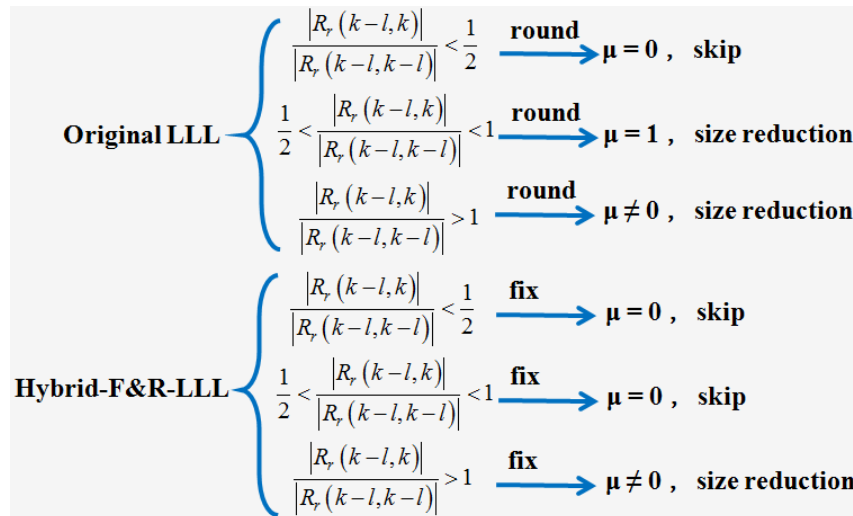 Original LLL
|R_r(k-l,k)| / |R_r(k-l,k-l)| < 1/2 round μ = 0 , skip
1/2 < |R_r(k-l,k)| / |R_r(k-l,k-l)| < 1 round μ = 1 , size reduction
|R_r(k-l,k)| / |R_r(k-l,k-l)| > 1 round μ ≠ 0 , size reduction
Hybrid-F&R-LLL
|R_r(k-l,k)| / |R_r(k-l,k-l)| < 1/2 fix μ = 0 , skip
1/2 < |R_r(k-l,k)| / |R_r(k-l,k-l)| < 1 fix μ = 0 , skip
|R_r(k-l,k)| / |R_r(k-l,k-l)| > 1 fix μ ≠ 0 , size reduction